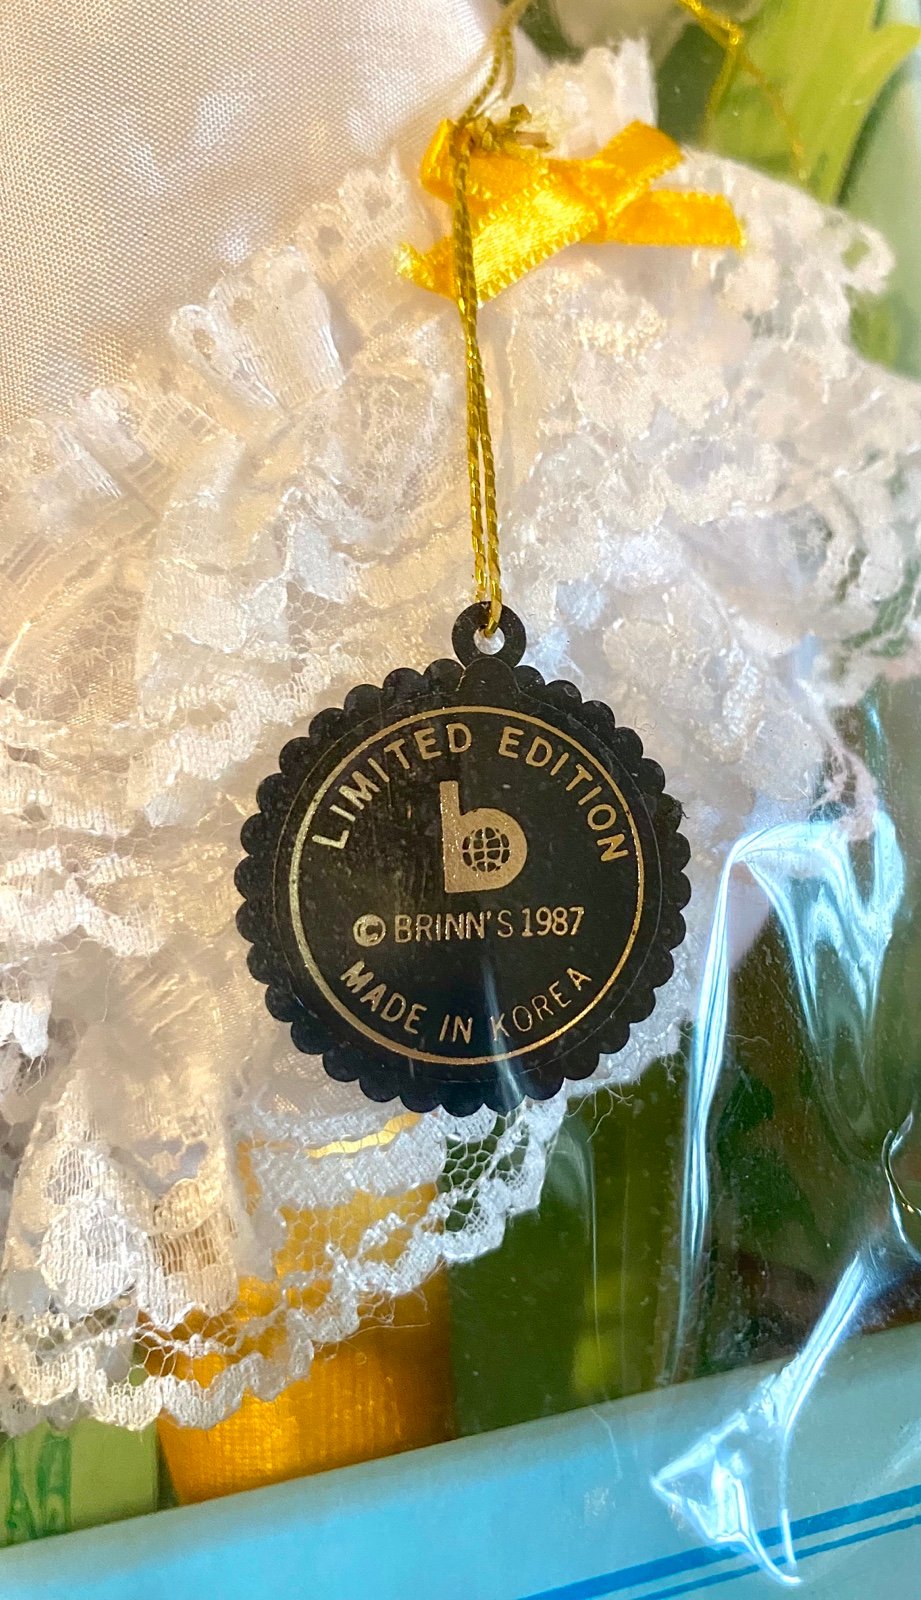 LIMITED EDITION
b
© BRINN'S 1987
MADE IN KOREA